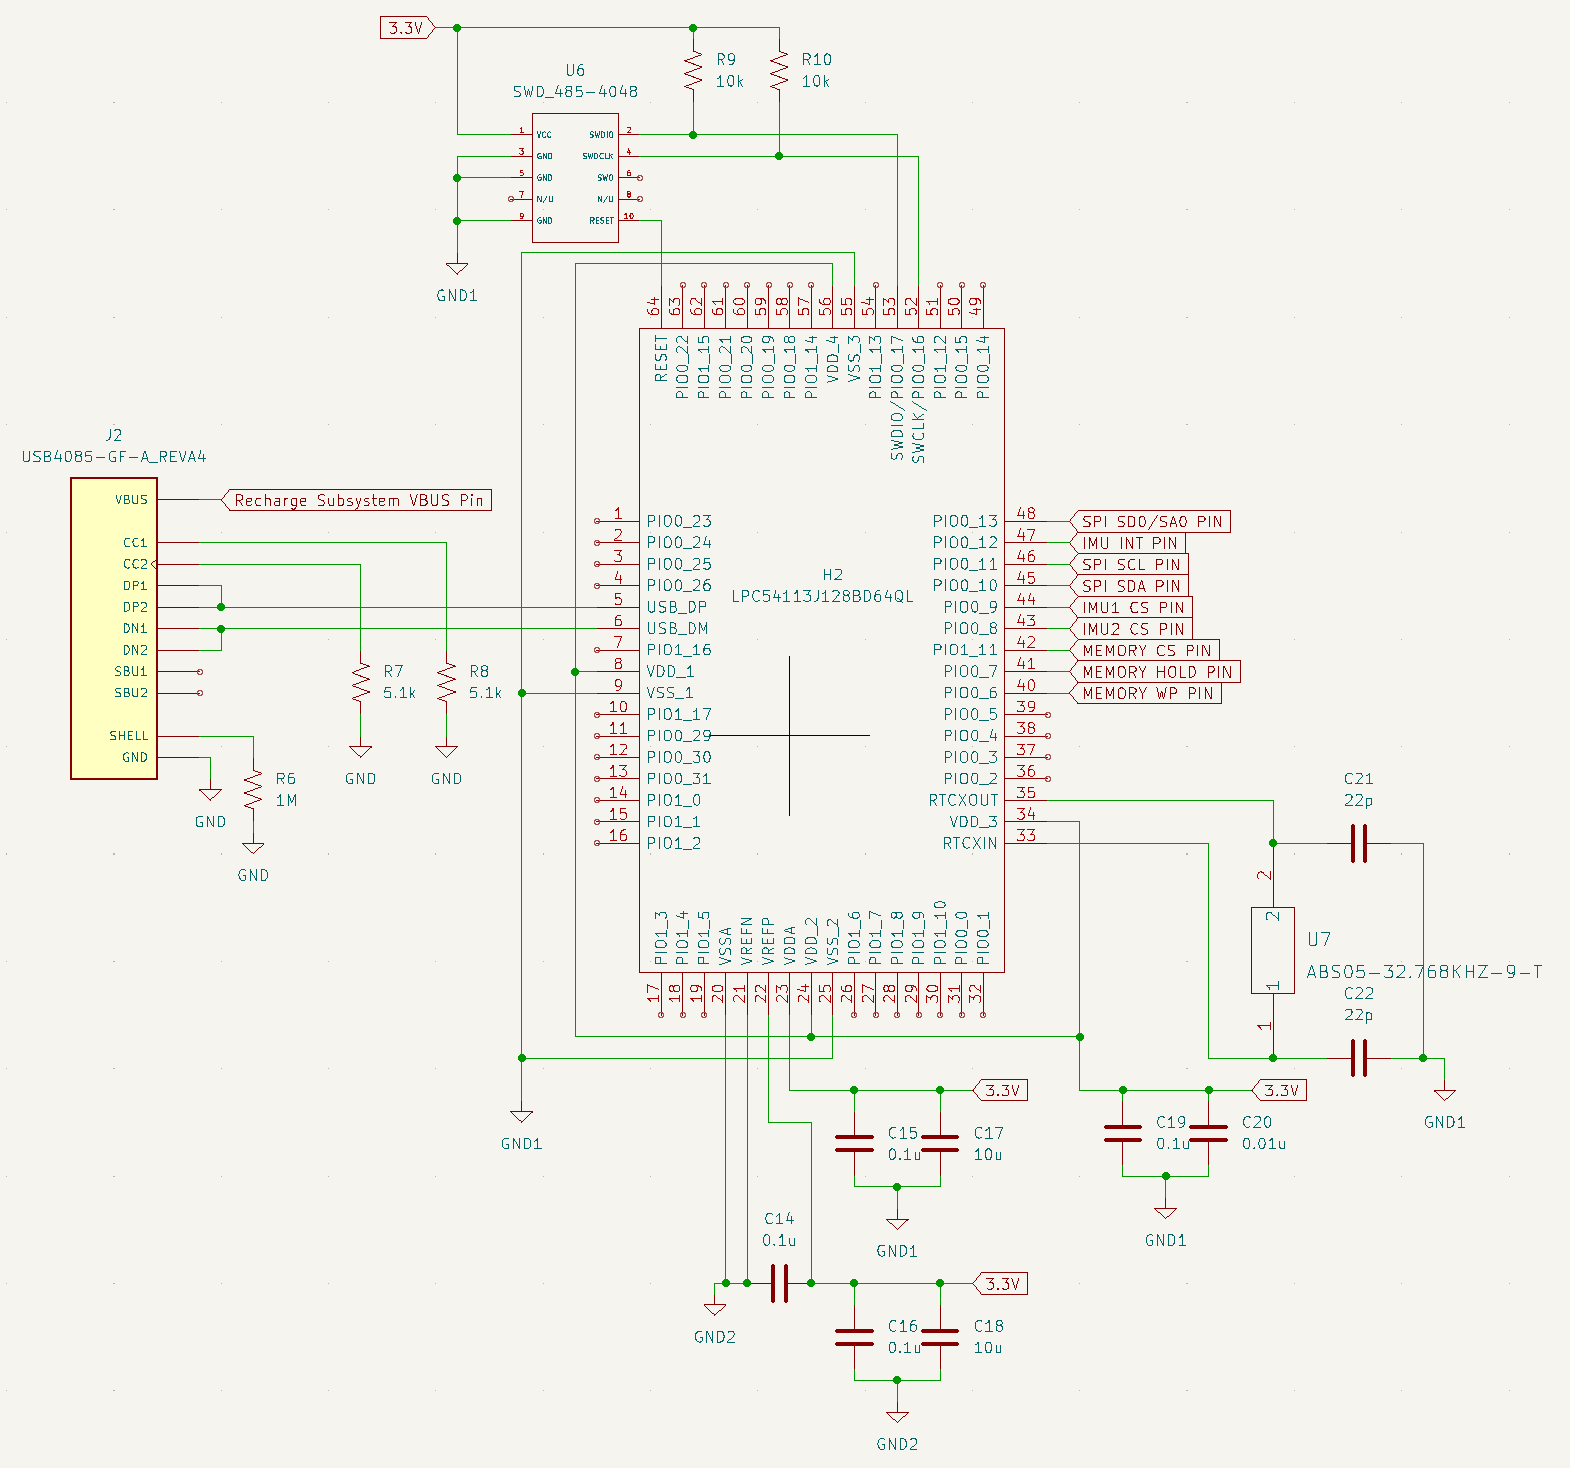 3.3V
R9
10k
R10
10k
U6
SWD_485-4048
1 VCC
3 GND
5 GND
7 N/U
9 GND
SWDIO 2
SWDCLK 4
SWO 6
N/U 8
RESET 10
GND1
64 RESET
63 PIO0_22
62 PIO1_15
61 PIO0_21
60 PIO0_20
59 PIO0_19
58 PIO0_18
57 PIO1_14
56 VDD_4
55 VSS_3
54 PIO1_13
53 SWDIO/PIO0_17
52 SWCLK/PIO0_16
51 PIO1_12
50 PIO0_15
49 PIO0_14
J2
USB4085-GF-A_REVA4
VBUS
CC1
CC2
DP1
DP2
DN1
DN2
SBU1
SBU2
SHELL
GND
Recharge Subsystem VBUS Pin
R7
5.1k
R8
5.1k
GND
GND
R6
1M
GND
GND
H2
LPC54113J128BD64QL
1 PIO0_23
2 PIO0_24
3 PIO0_25
4 PIO0_26
5 USB_DP
6 USB_DM
7 PIO1_16
8 VDD_1
9 VSS_1
10 PIO1_17
11 PIO0_29
12 PIO0_30
13 PIO0_31
14 PIO1_0
15 PIO1_1
16 PIO1_2
PIO0_13 48 SPI SDO/SAO PIN
PIO0_12 47 IMU INT PIN
PIO0_11 46 SPI SCL PIN
PIO0_10 45 SPI SDA PIN
PIO0_9 44 IMU1 CS PIN
PIO0_8 43 IMU2 CS PIN
PIO1_11 42 MEMORY CS PIN
PIO0_7 41 MEMORY HOLD PIN
PIO0_6 40 MEMORY WP PIN
PIO0_5 39
PIO0_4 38
PIO0_3 37
PIO0_2 36
RTCXOUT 35
VDD_3 34
RTCXIN 33
PIO1_3 17
PIO1_4 18
PIO1_5 19
VSSA 20
VREFN 21
VREFP 22
VDDA 23
VDD_2 24
VSS_2 25
PIO1_6 26
PIO1_7 27
PIO1_8 28
PIO1_9 29
PIO1_10 30
PIO0_0 31
PIO0_1 32
C21
22p
2
2
1
1
U7
ABS05-32.768KHZ-9-T
C22
22p
GND1
GND1
3.3V
C15
0.1u
C17
10u
GND1
3.3V
C19
0.1u
C20
0.01u
GND1
C14
0.1u
GND2
3.3V
C16
0.1u
C18
10u
GND2